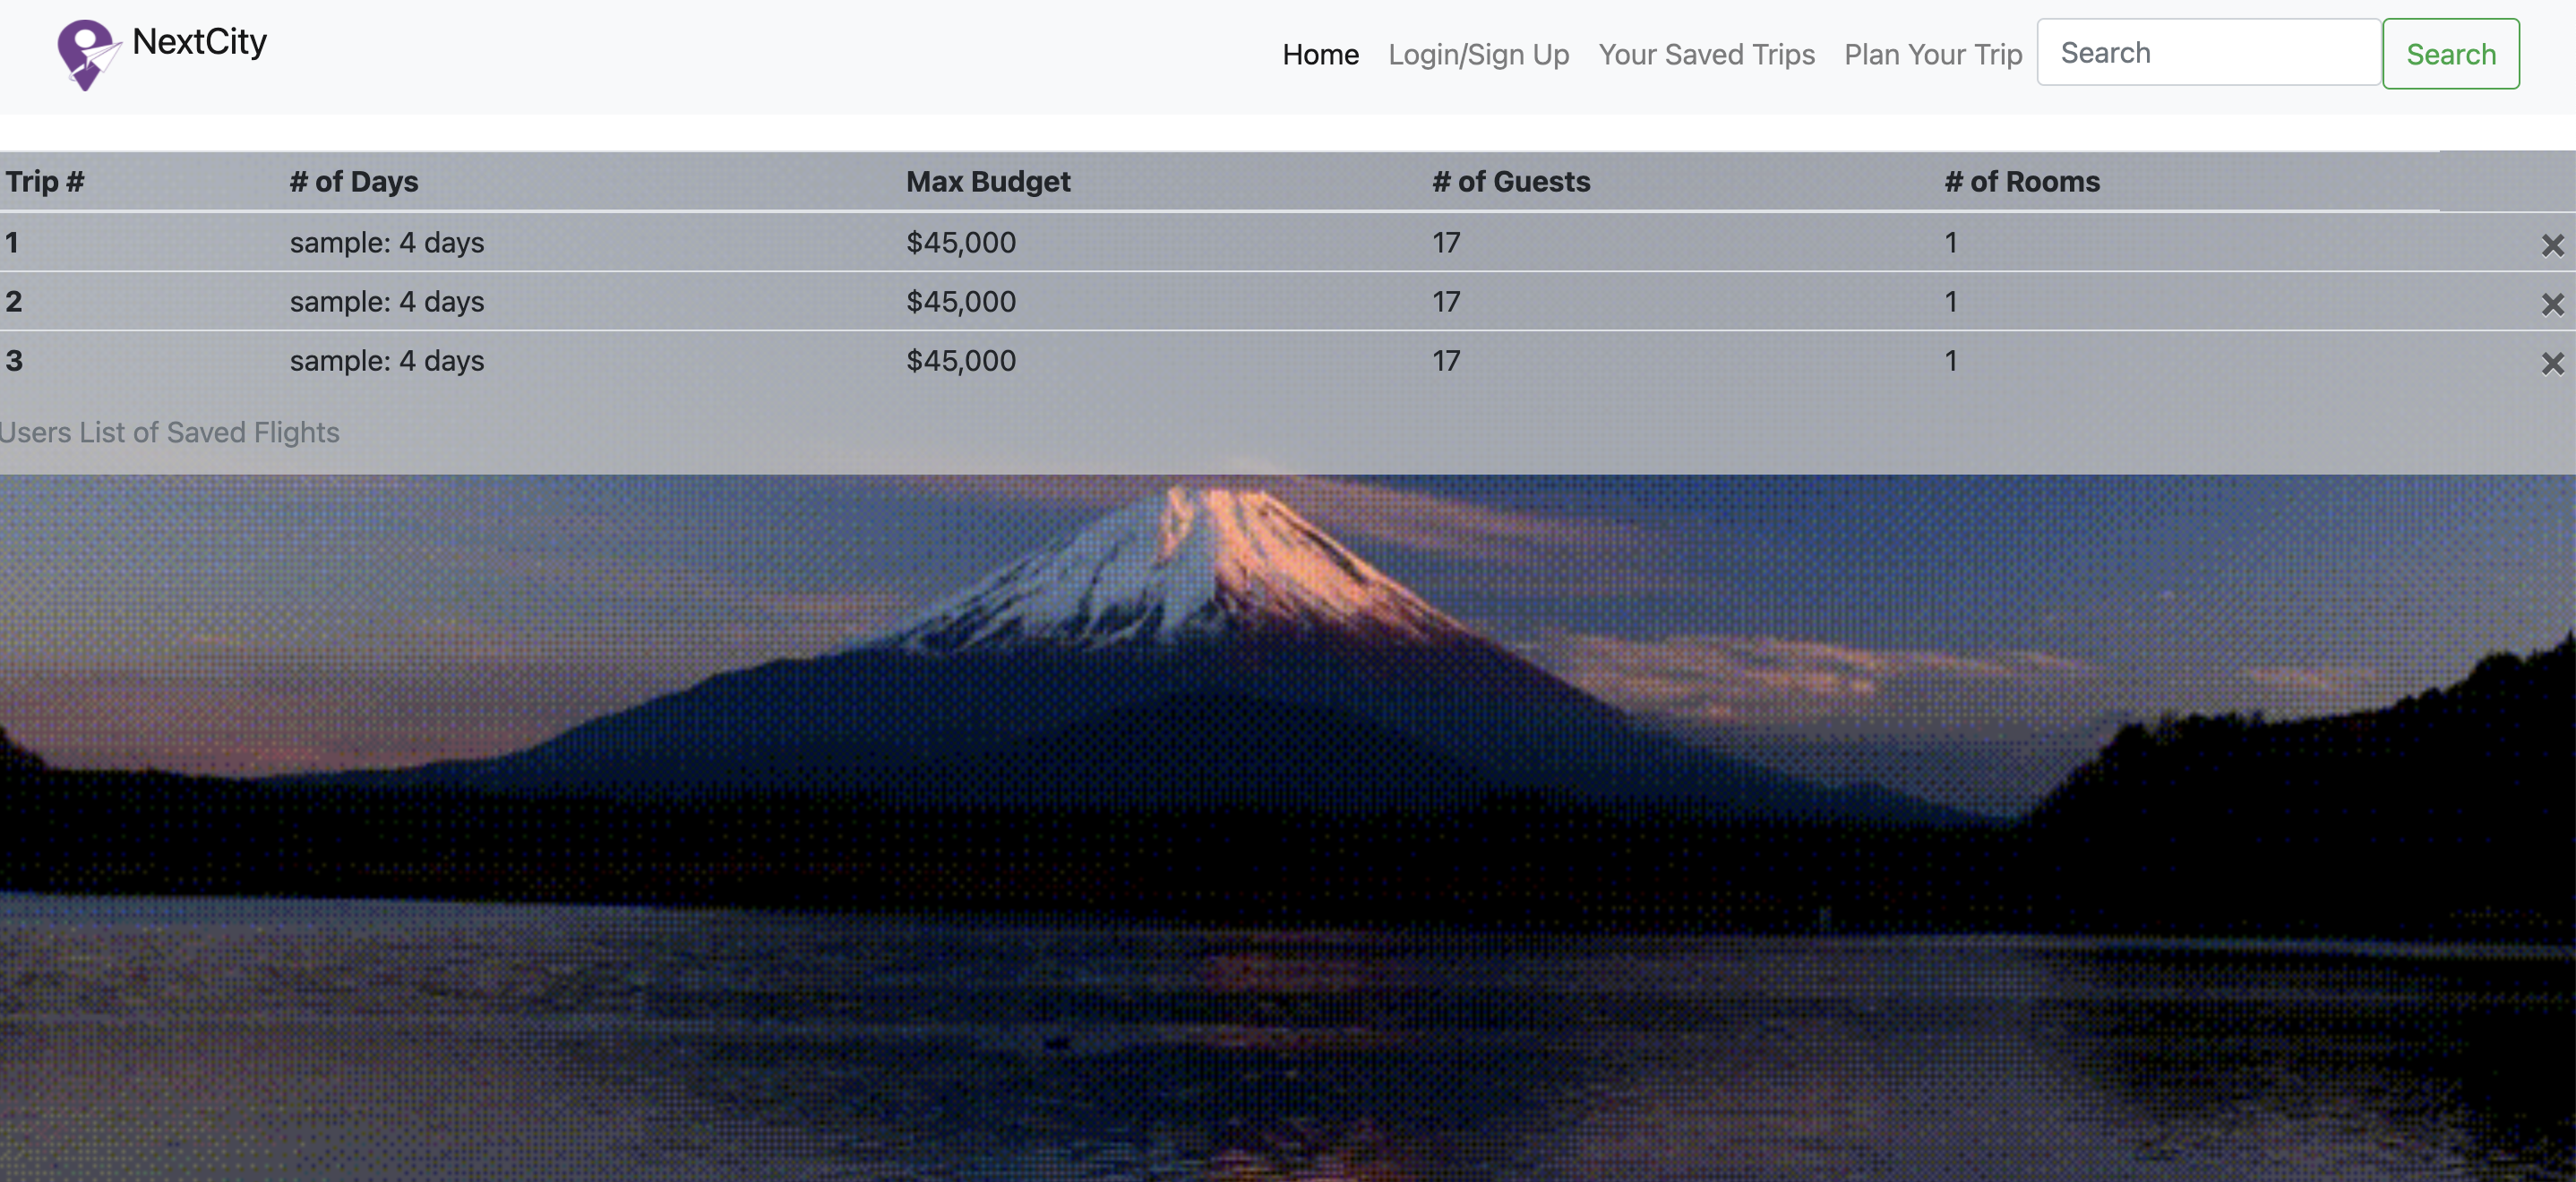 NextCity
Home Login/Sign Up Your Saved Trips Plan Your Trip Search Search
Trip # # of Days Max Budget # of Guests # of Rooms
1 sample: 4 days $45,000 17 1 ×
2 sample: 4 days $45,000 17 1 ×
3 sample: 4 days $45,000 17 1 ×
Users List of Saved Flights